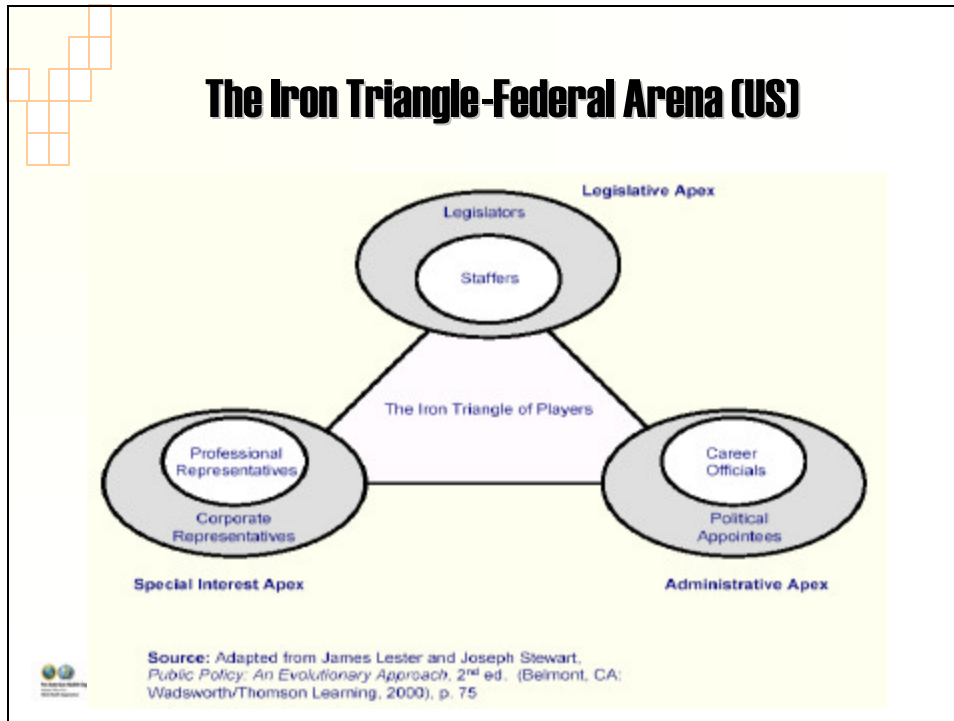 The Iron Triangle-Federal Arena (US)
Legislative Apex
Legislators
Staffers
The Iron Triangle of Players
Professional
Representatives
Corporate
Representatives
Career
Officials
Political
Appointees
Special Interest Apex
Administrative Apex
Source: Adapted from James Lester and Joseph Stewart,
Public Policy: An Evolutionary Approach, 2nd ed. (Belmont, CA:
Wadsworth/Thomson Learning, 2000), p. 75